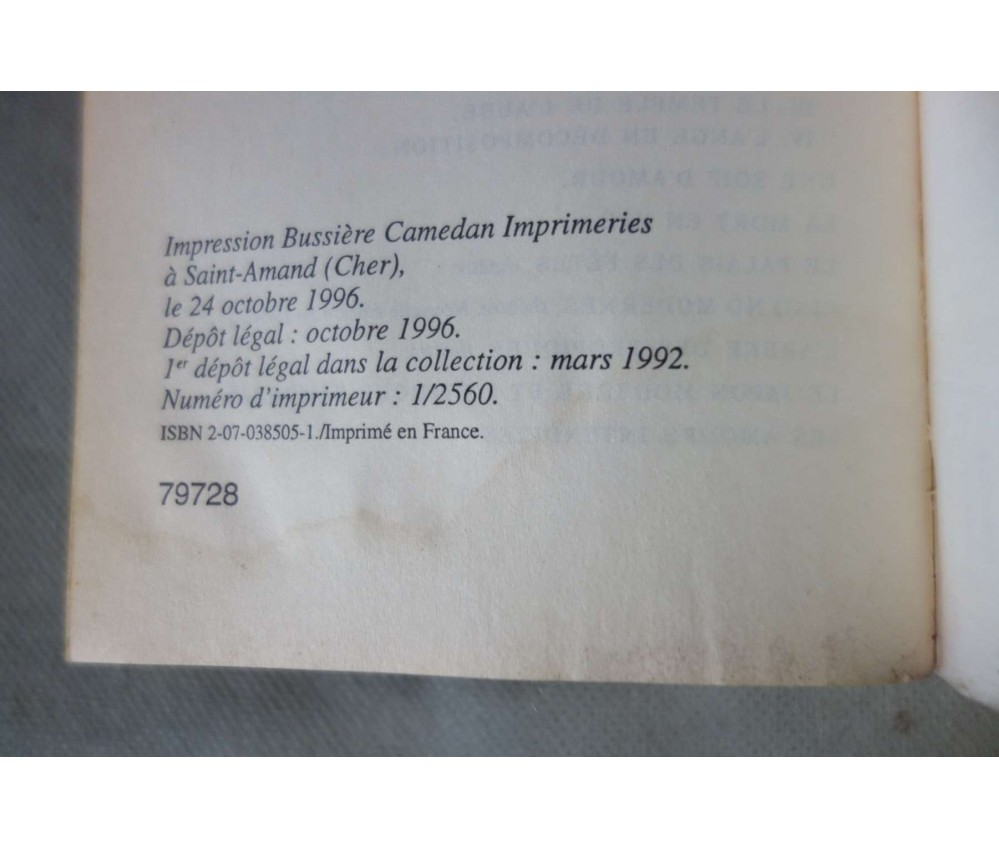 Impression Bussière Camedan Imprimeries
à Saint-Amand (Cher),
le 24 octobre 1996.
Dépôt légal : octobre 1996.
1er dépôt légal dans la collection : mars 1992.
Numéro d'imprimeur : 1/2560.
ISBN 2-07-038505-1./Imprimé en France.
79728